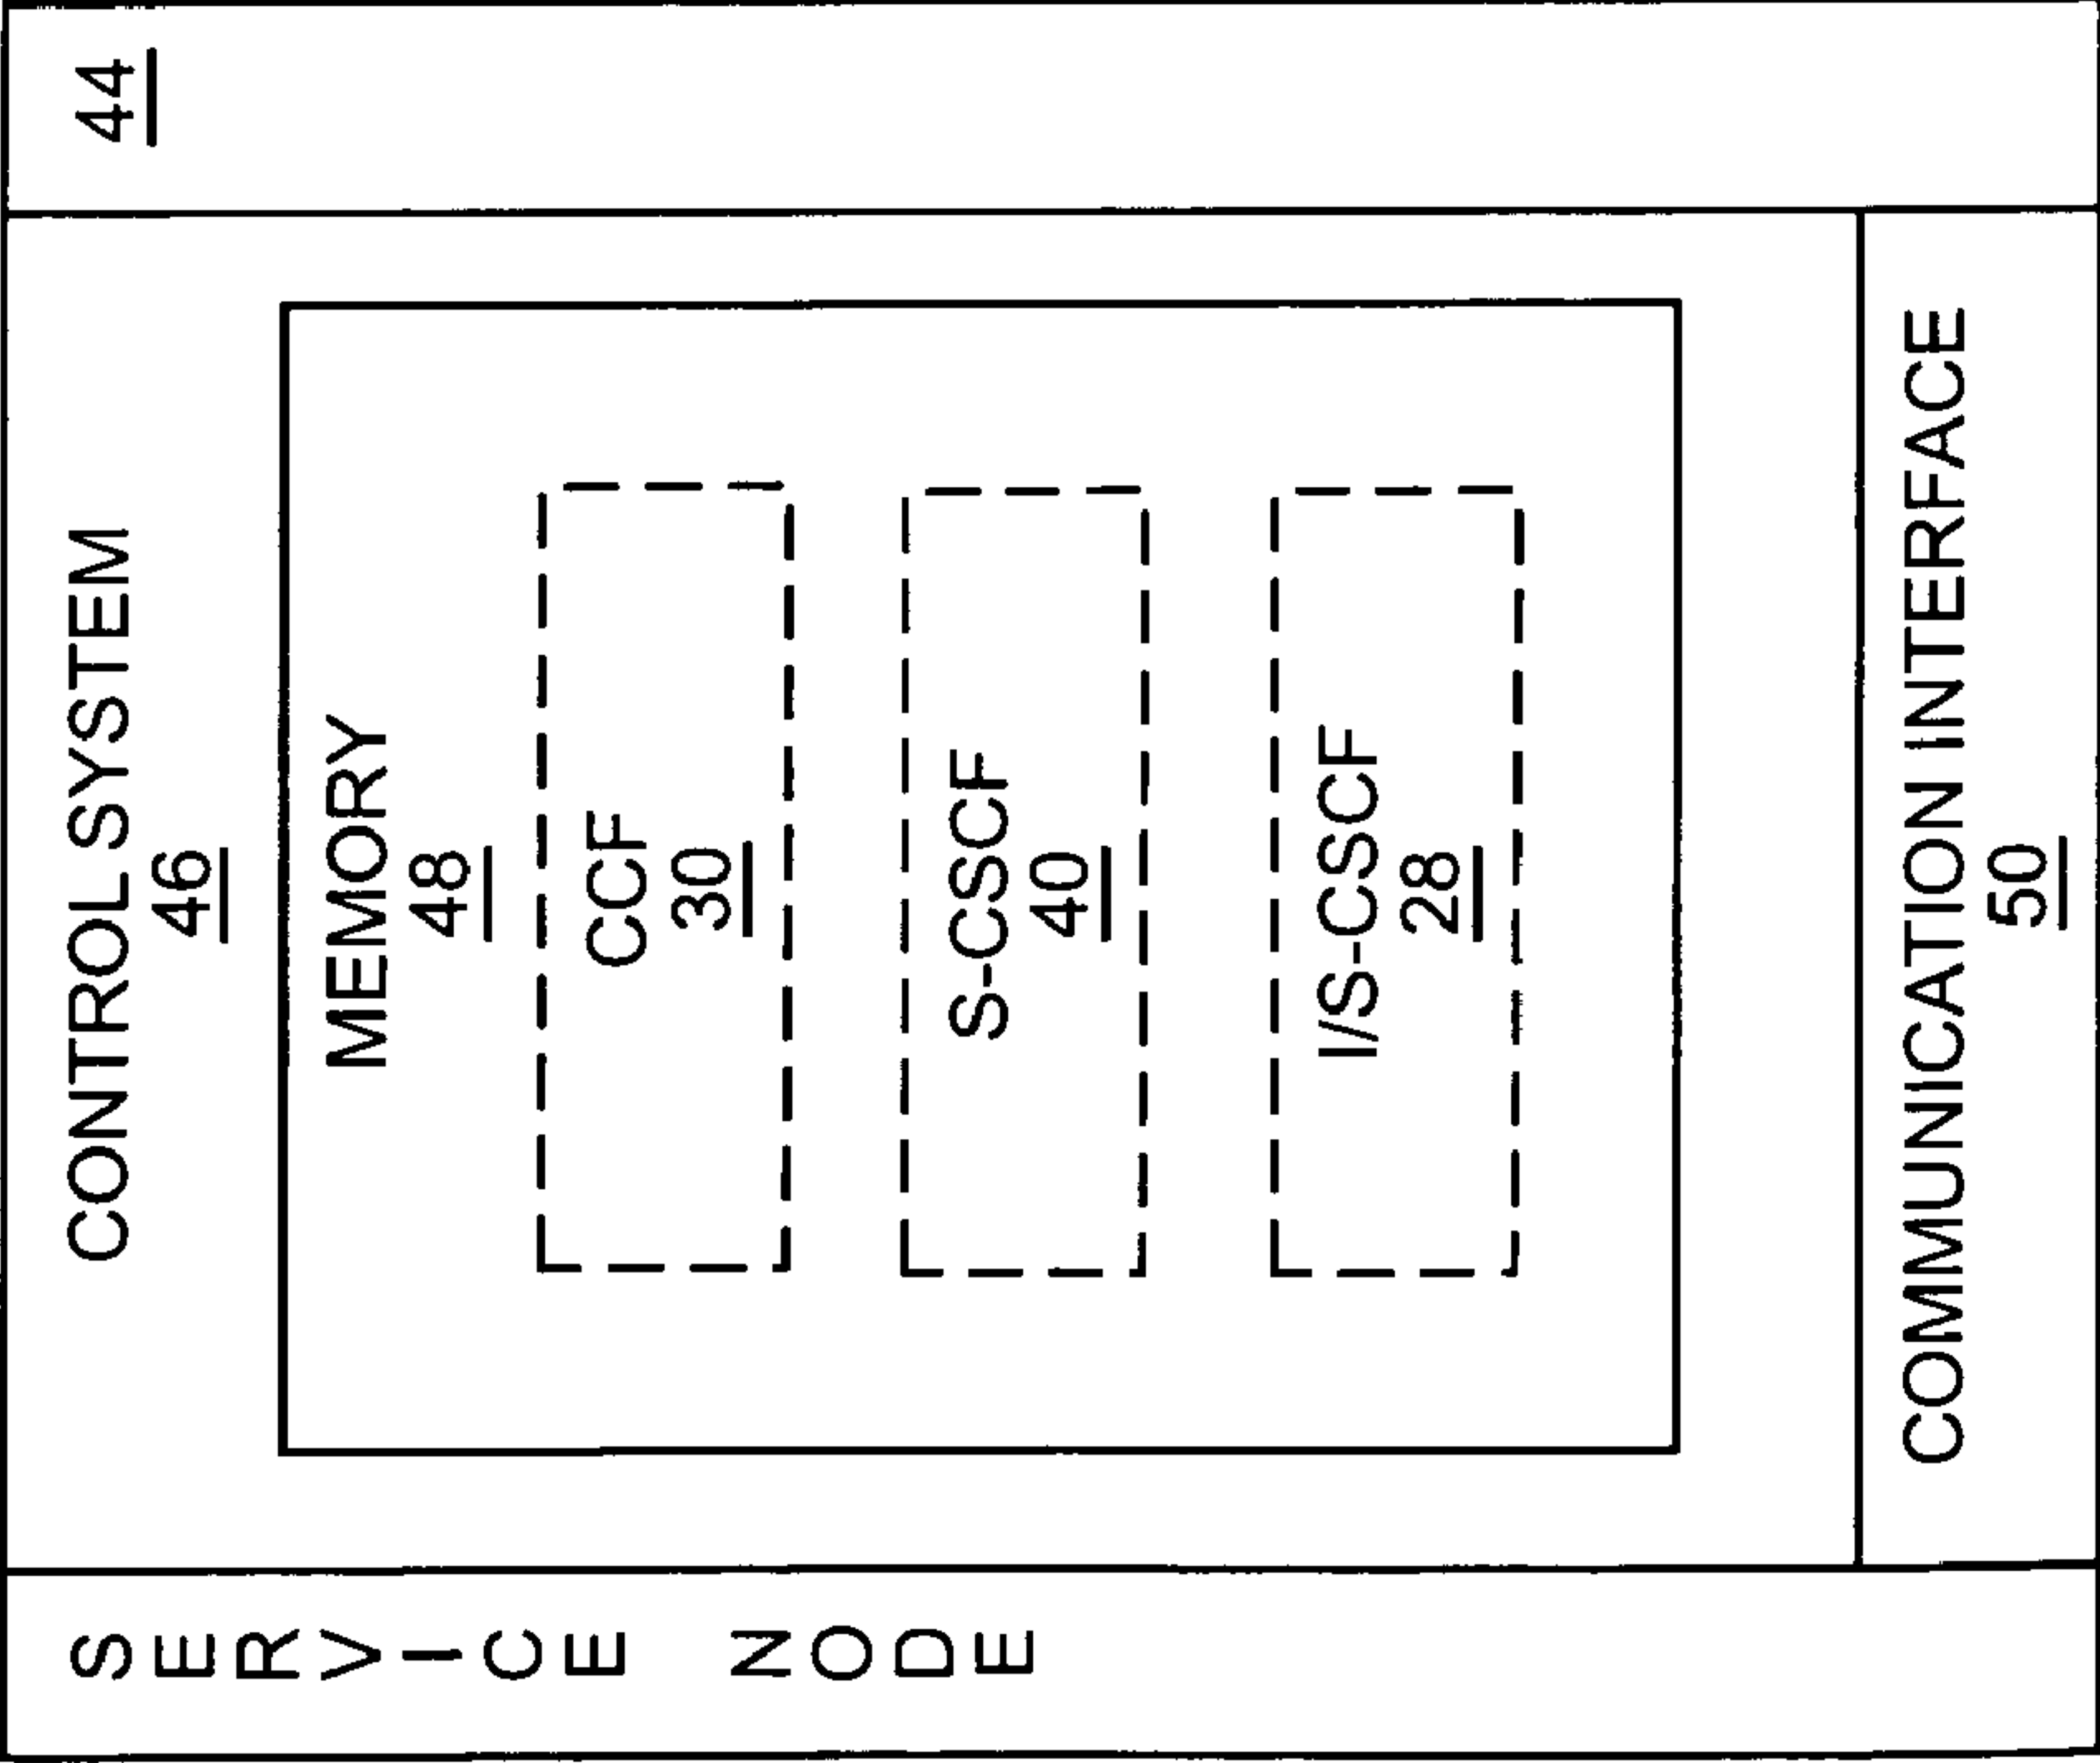 SERVICE NODE
44
CONTROL SYSTEM
46
MEMORY
48
CCF
30
S-CSCF
40
I/S-CSCF
28
COMMUNICATION INTERFACE
50